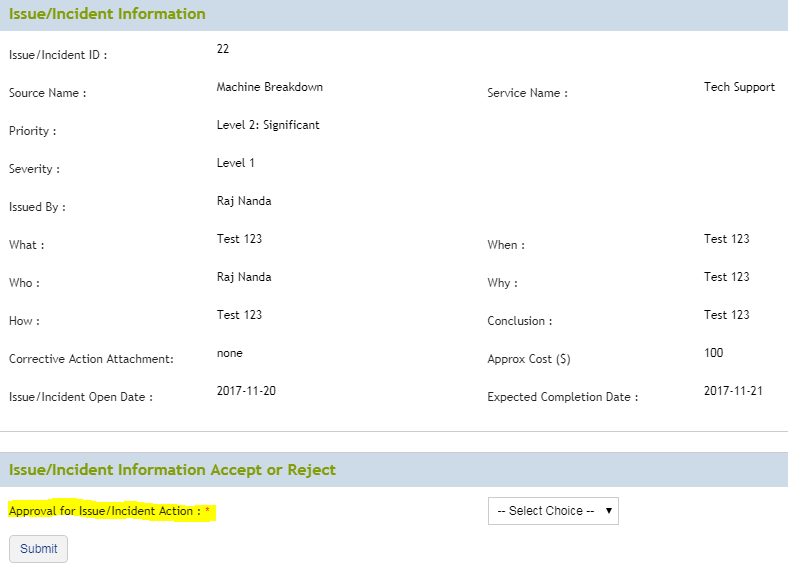 Issue/Incident Information
Issue/Incident ID : 22
Source Name : Machine Breakdown Service Name : Tech Support
Priority : Level 2: Significant
Severity : Level 1
Issued By : Raj Nanda
What : Test 123 When : Test 123
Who : Raj Nanda Why : Test 123
How : Test 123 Conclusion : Test 123
Corrective Action Attachment: none Approx Cost ($) 100
Issue/Incident Open Date : 2017-11-20 Expected Completion Date : 2017-11-21
Issue/Incident Information Accept or Reject
Approval for Issue/Incident Action : * -- Select Choice --
Submit